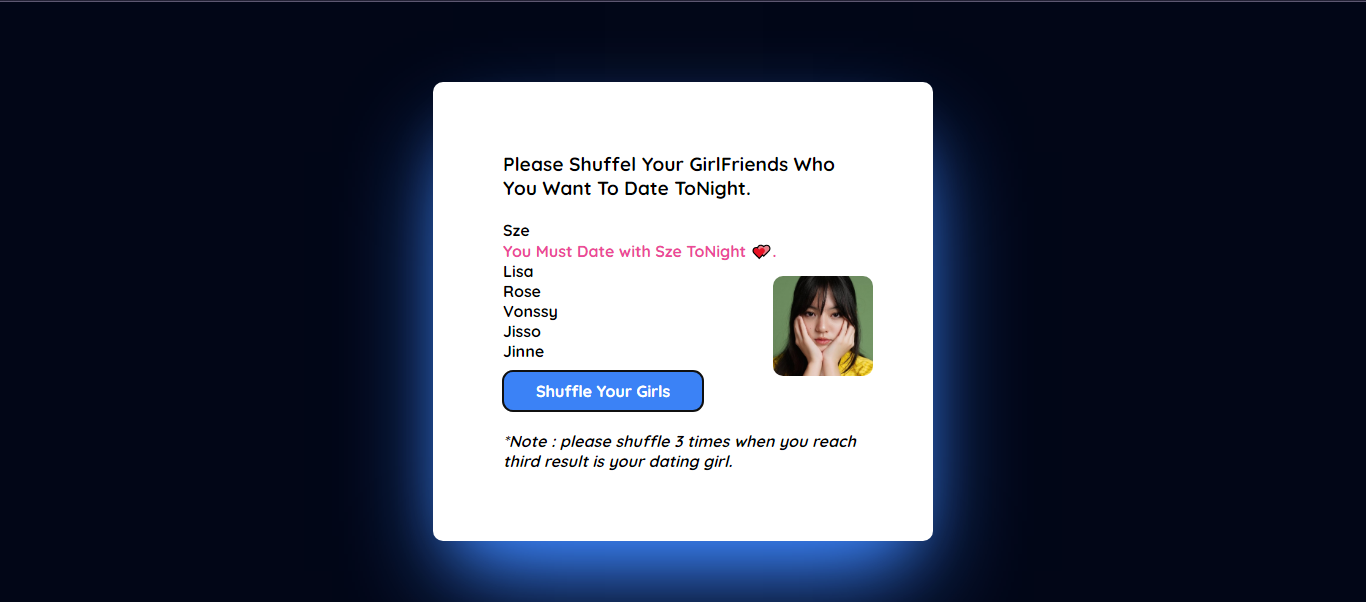 Please Shuffel Your GirlFriends Who
You Want To Date ToNight.
Sze
You Must Date with Sze ToNight 💕.
Lisa
Rose
Vonssy
Jisso
Jinne
Shuffle Your Girls
*Note : please shuffle 3 times when you reach
third result is your dating girl.